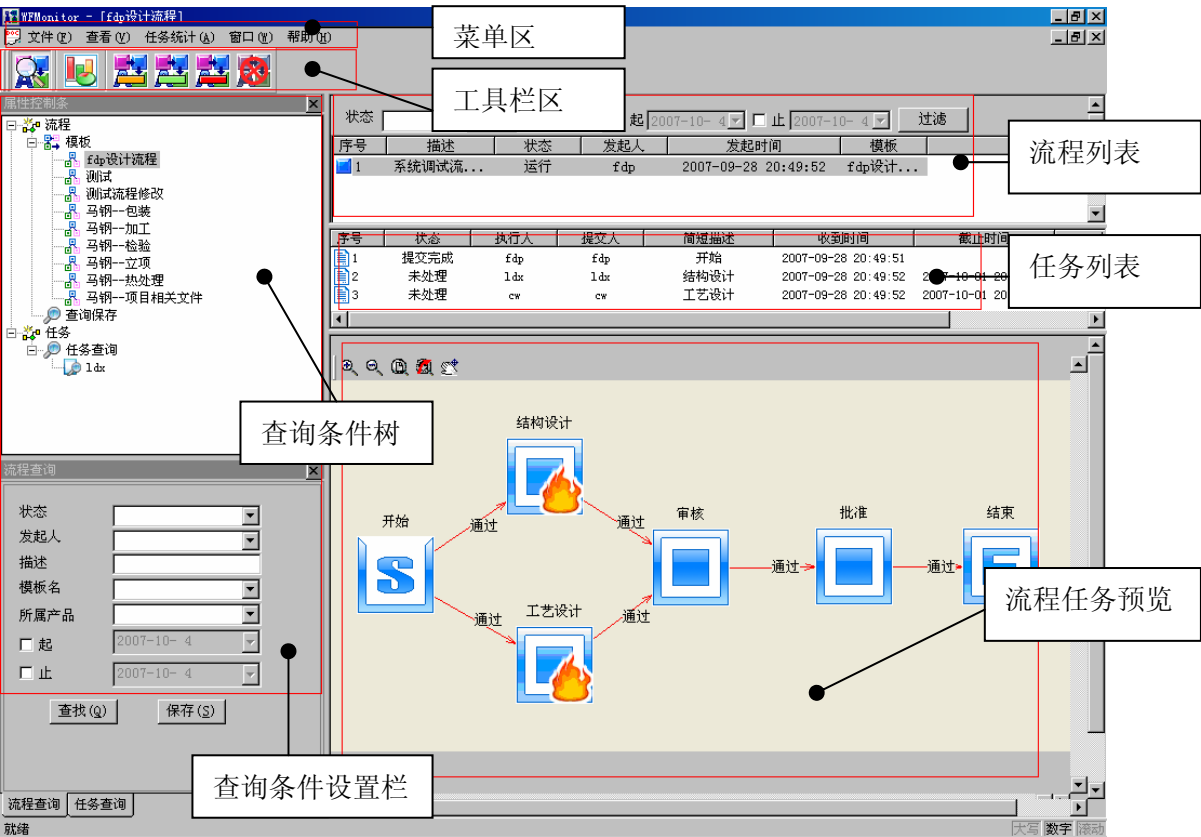 WFMonitor - [fdp设计流程]
文件(F) 查看(V) 任务统计(A) 窗口(W) 帮助(H)
菜单区
工具栏区
属性控制条
流程
模板
fdp设计流程
测试
测试流程修改
马钢--包装
马钢--加工
马钢--检验
马钢--立项
马钢--热处理
马钢--项目相关文件
查询保存
任务
任务查询
ldx
查询条件树
状态 起 2007-10- 4 止 2007-10- 4 过滤
序号 描述 状态 发起人 发起时间 模板
1 系统调试流... 运行 fdp 2007-09-28 20:49:52 fdp设计...
流程列表
序号 状态 执行人 提交人 简短描述 收到时间 截止时间
1 提交完成 fdp fdp 开始 2007-09-28 20:49:51
2 未处理 ldx ldx 结构设计 2007-09-28 20:49:52 2007-10-01 20
3 未处理 cw cw 工艺设计 2007-09-28 20:49:52 2007-10-01 20
任务列表
结构设计
开始 通过 通过 审核 批准 结束
S 通过 通过
通过 工艺设计 通过
流程任务预览
流程查询
状态
发起人
描述
模板名
所属产品
起 2007-10- 4
止 2007-10- 4
查找(Q) 保存(S)
查询条件设置栏
流程查询 任务查询
就绪 大写 数字 滚动